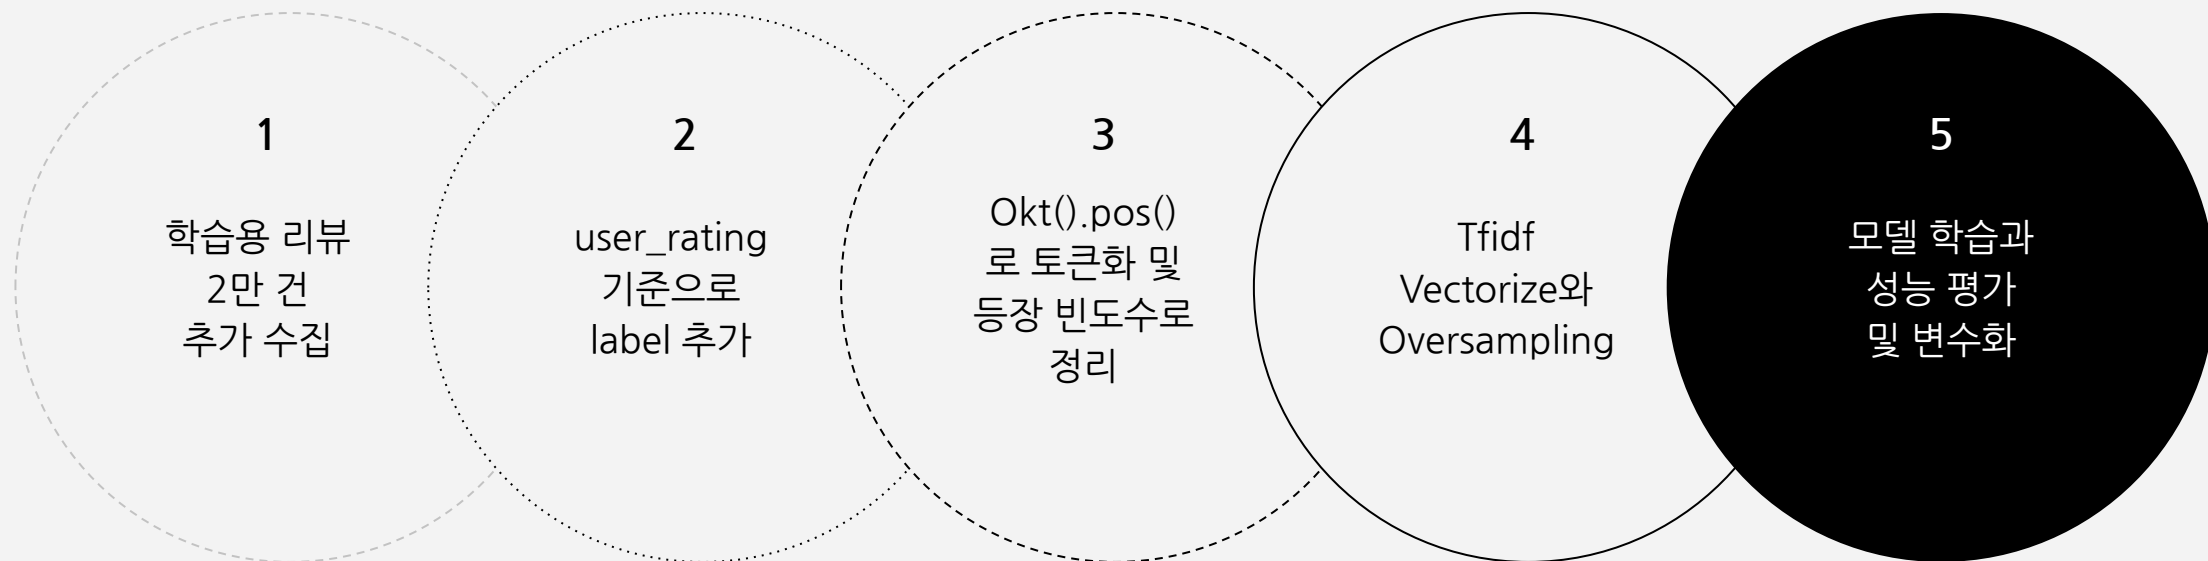 1
학습용 리뷰
2만 건
추가 수집
2
user_rating
기준으로
label 추가
3
Okt().pos()
로 토큰화 및
등장 빈도수로
정리
4
Tfidf
Vectorize와
Oversampling
5
모델 학습과
성능 평가
및 변수화